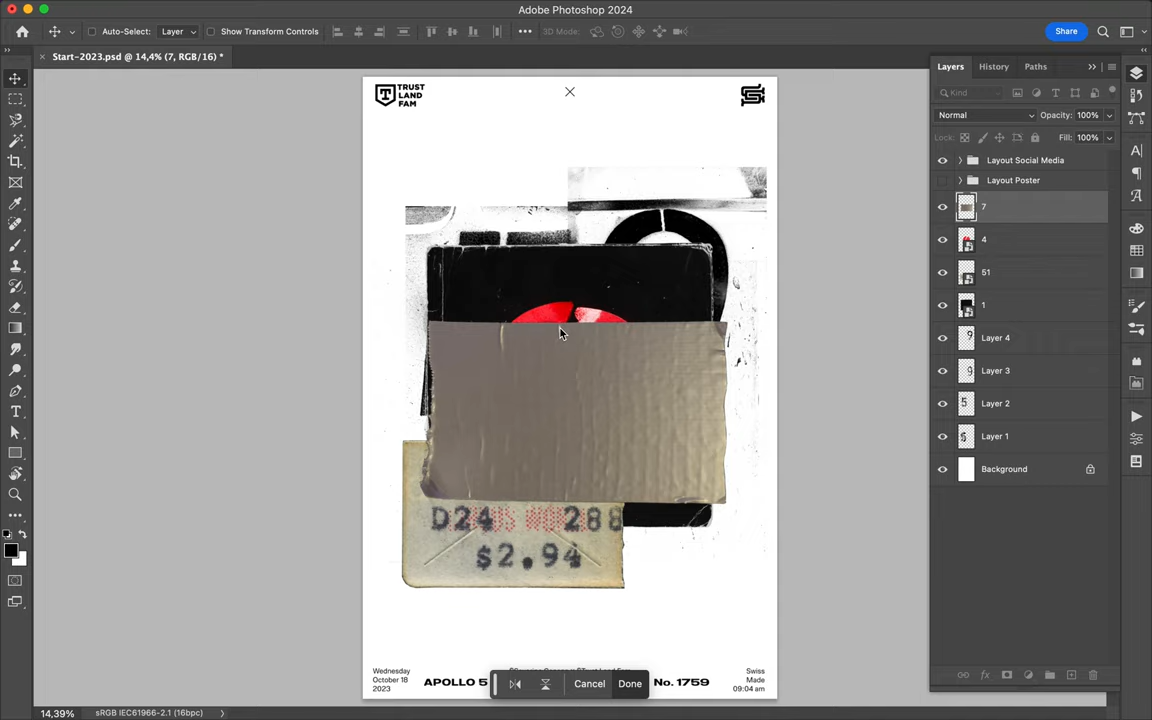 Adobe Photoshop 2024
Auto-Select:
Layer
Show Transform Controls
3D Mode:
Share
Start-2023.psd @ 14,4% (7, RGB/16) *
TRUST
LAND
FAM
Layers
History
Paths
Kind
Normal
Opacity: 100%
Lock:
Fill: 100%
Layout Social Media
Layout Poster
7
4
51
1
Layer 4
Layer 3
Layer 2
Layer 1
Background
D24
288
$2.94
Wednesday
October 18
2023
APOLLO 5
No. 1759
Swiss
Made
09:04 am
Cancel
Done
14,39%
sRGB IEC61966-2.1 (16bpc)